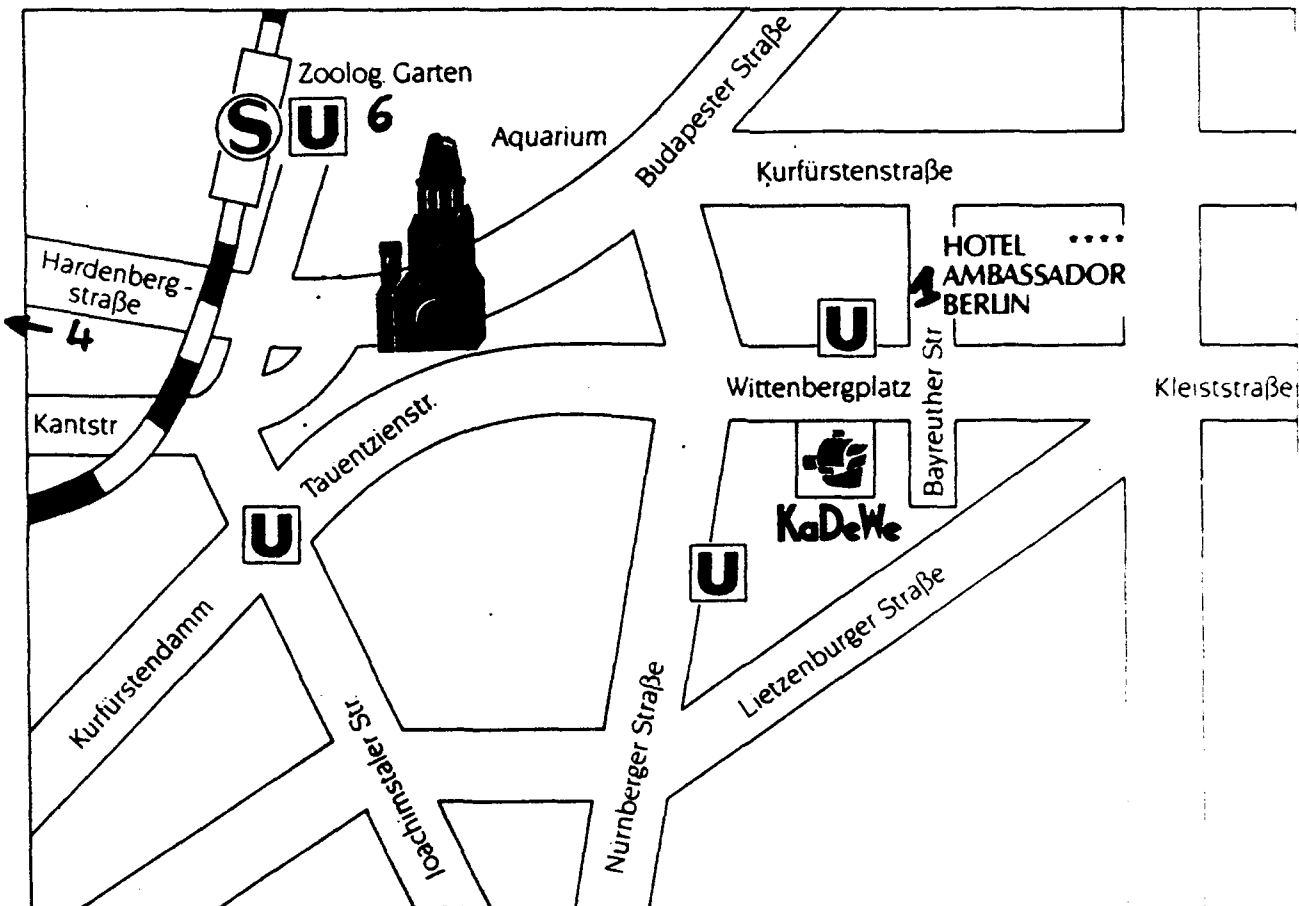 Zoolog. Garten
S U 6
Aquarium
Budapester Straße
Kurfürstenstraße
HOTEL ****
AMBASSADOR
BERLIN
1
Hardenberg-
straße
4
U
Bayreuther Str
Wittenbergplatz
Kleiststraße
Kantstr
Tauentzienstr.
U
KaDeWe
U
Lietzenburger Straße
Kurfürstendamm
Joachimstaler Str
Nürnberger Straße